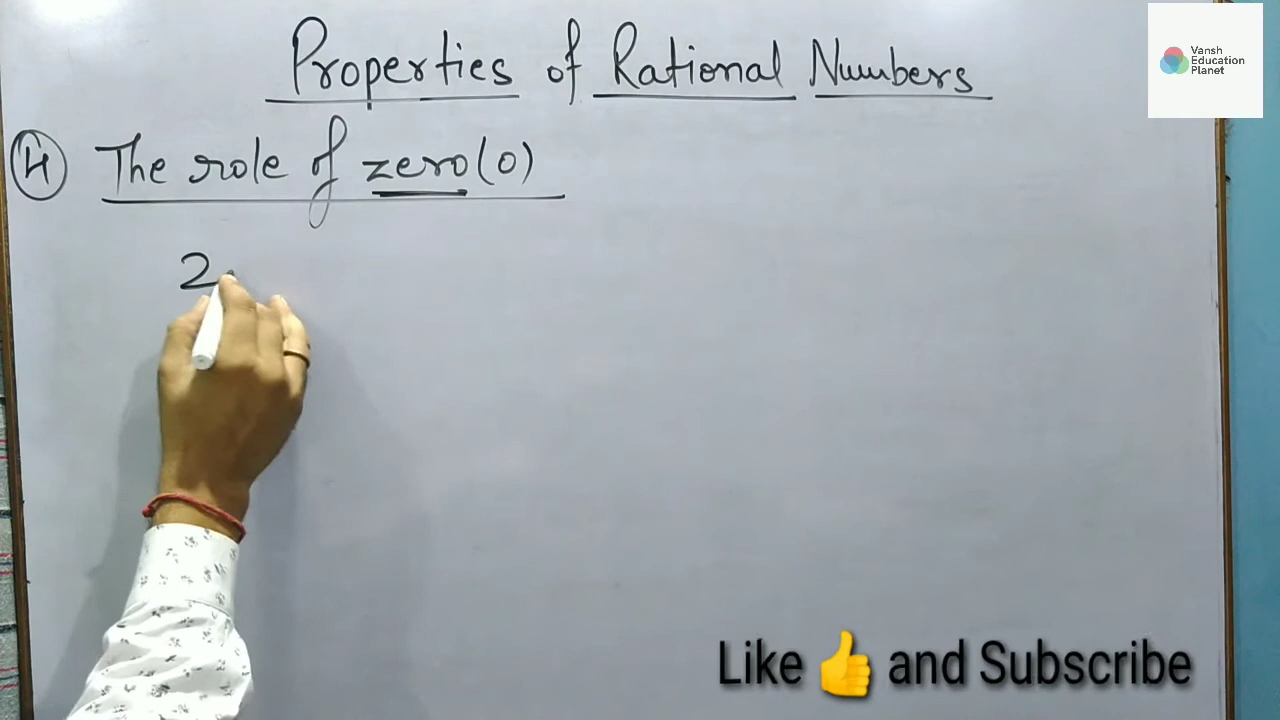 Properties of Rational Numbers
Vansh
Education
Planet
4 The role of zero (0)
2
Like 👍 and Subscribe